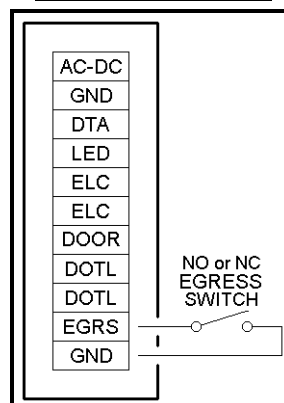 AC-DC
GND
DTA
LED
ELC
ELC
DOOR
DOTL
DOTL
EGRS
GND
NO or NC
EGRESS
SWITCH